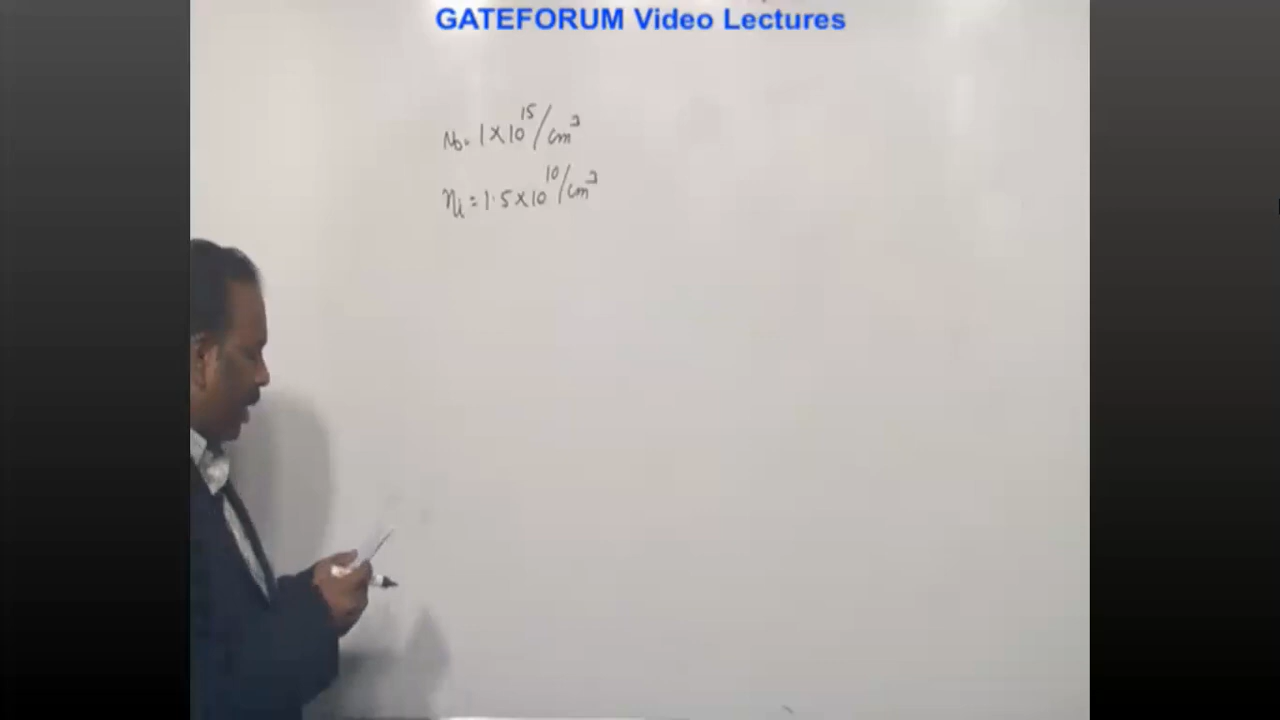 GATEFORUM Video Lectures
N_D = 1×10^15/cm^3
n_i = 1.5×10^10/cm^3